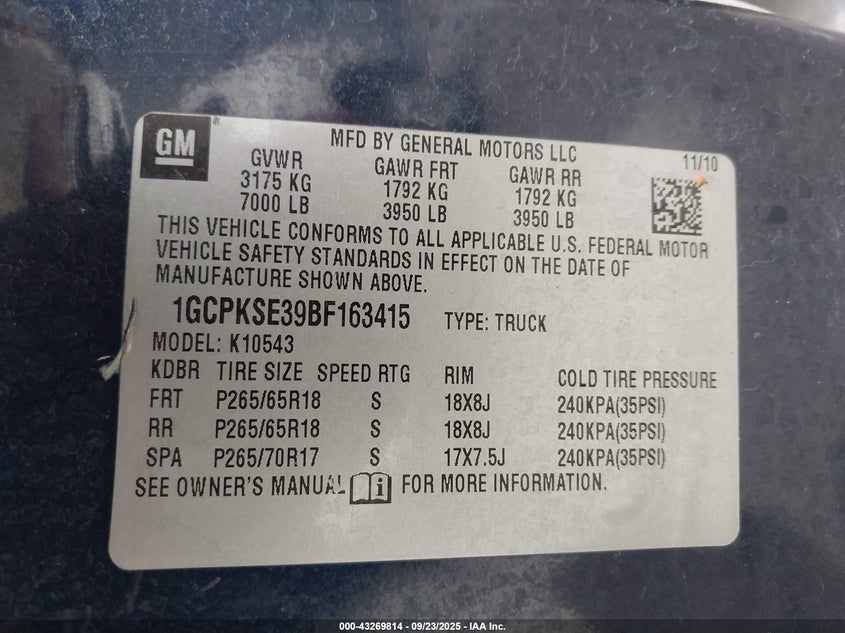 GM®
MFD BY GENERAL MOTORS LLC
11/10
GVWR GAWR FRT GAWR RR
3175 KG 1792 KG 1792 KG
7000 LB 3950 LB 3950 LB
THIS VEHICLE CONFORMS TO ALL APPLICABLE U.S. FEDERAL MOTOR
VEHICLE SAFETY STANDARDS IN EFFECT ON THE DATE OF
MANUFACTURE SHOWN ABOVE.
1GCPKSE39BF163415 TYPE: TRUCK
MODEL: K10543
KDBR TIRE SIZE SPEED RTG RIM COLD TIRE PRESSURE
FRT P265/65R18 S 18X8J 240KPA(35PSI)
RR P265/65R18 S 18X8J 240KPA(35PSI)
SPA P265/70R17 S 17X7.5J 240KPA(35PSI)
SEE OWNER'S MANUAL i FOR MORE INFORMATION.
000-43269814 - 09/23/2025 - IAA Inc.